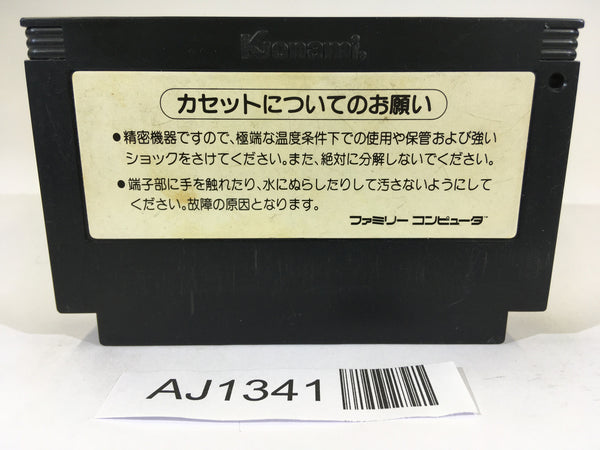 Konami
カセットについてのお願い
●精密機器ですので、極端な温度条件下での使用や保管および強い
ショックをさけてください。また、絶対に分解しないでください。
●端子部に手を触れたり、水にぬらしたりして汚さないようにして
ください。故障の原因となります。
ファミリー コンピュータ™
AJ1341